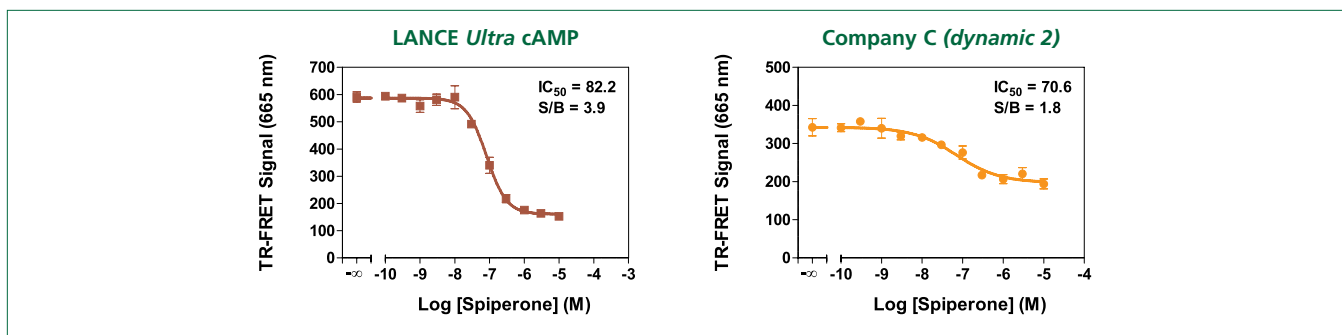 LANCE Ultra cAMP
TR-FRET Signal (665 nm)
700
600
500
400
300
200
100
0
IC50 = 82.2
S/B = 3.9
-∞ -10 -9 -8 -7 -6 -5 -4 -3
Log [Spiperone] (M)
Company C (dynamic 2)
TR-FRET Signal (665 nm)
500
400
300
200
100
0
IC50 = 70.6
S/B = 1.8
-∞ -10 -9 -8 -7 -6 -5 -4
Log [Spiperone] (M)